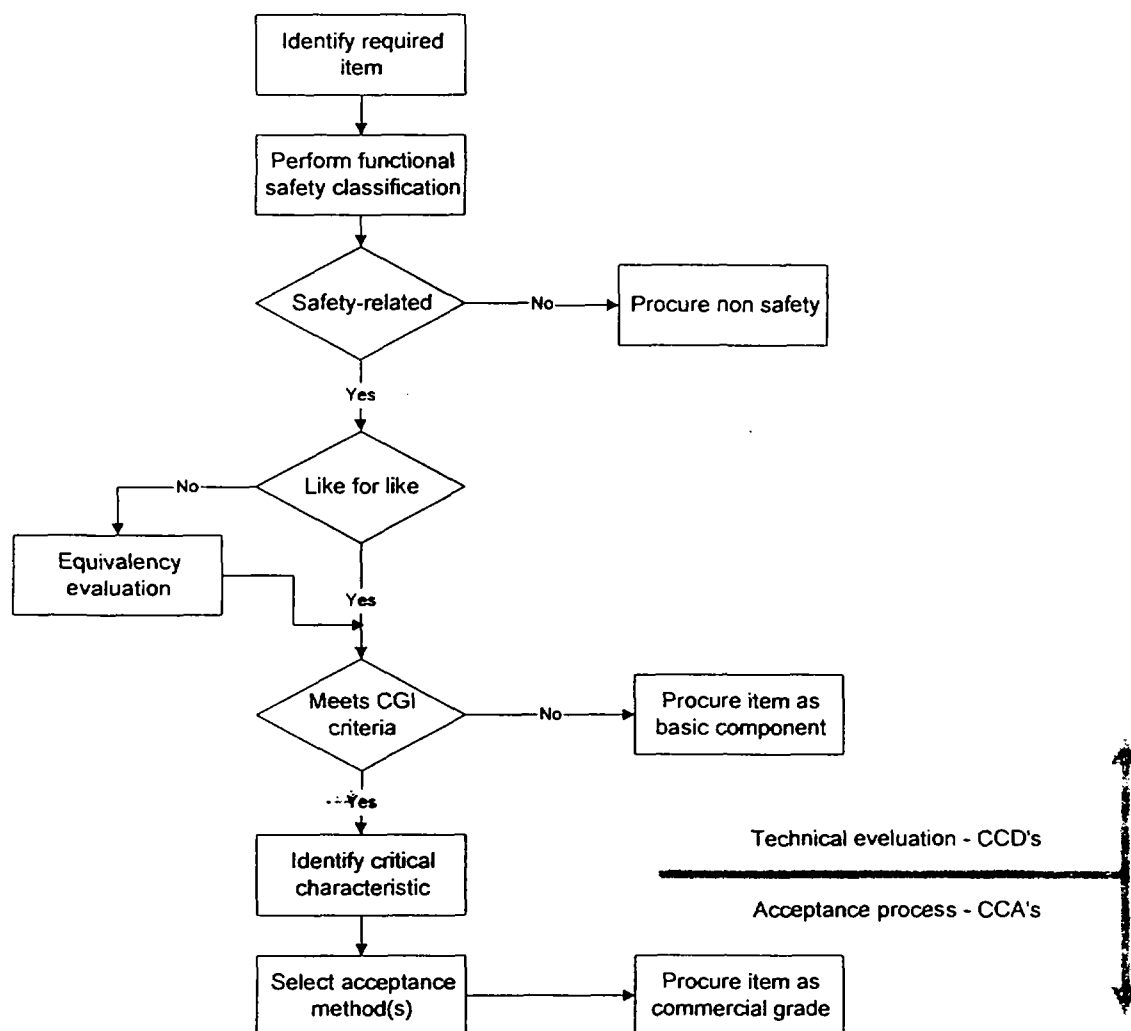 Identify required
item
Perform functional
safety classification
Safety-related
No
Procure non safety
Yes
Like for like
No
Equivalency
evaluation
Yes
Meets CGI
criteria
No
Procure item as
basic component
Yes
Technical eveluation - CCD's
Identify critical
characteristic
Acceptance process - CCA's
Select acceptance
method(s)
Procure item as
commercial grade